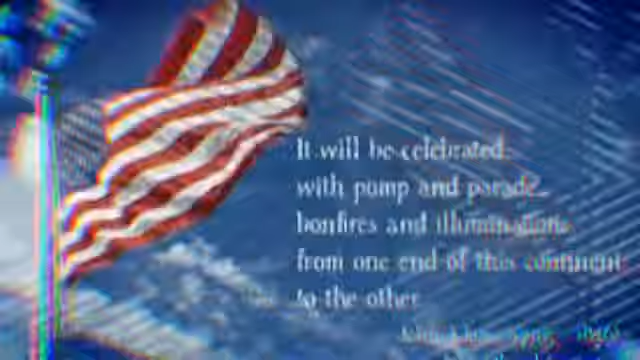 It will be celebrated
with pomp and parade
bonfires and illuminations
from one end of this continent
to the other
John